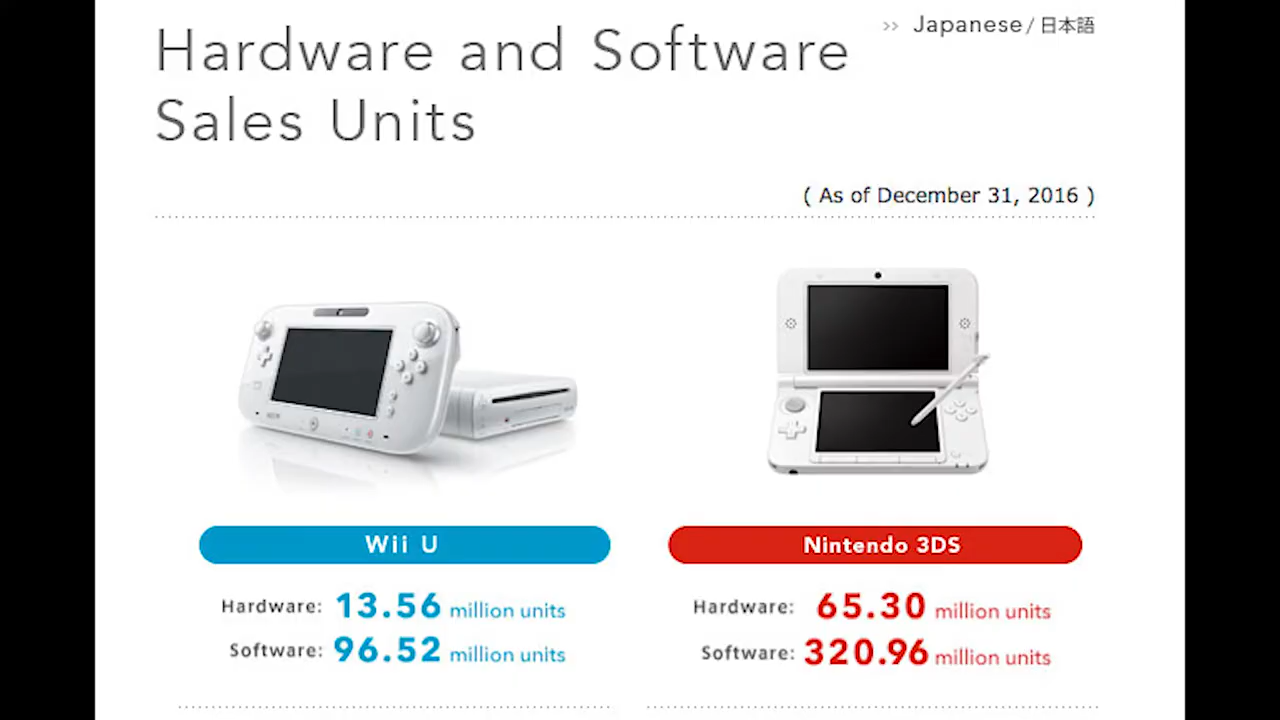 Hardware and Software
>> Japanese / 日本語
Sales Units
( As of December 31, 2016 )
Wii U
Nintendo 3DS
Hardware: 13.56 million units
Software: 96.52 million units
Hardware: 65.30 million units
Software: 320.96 million units